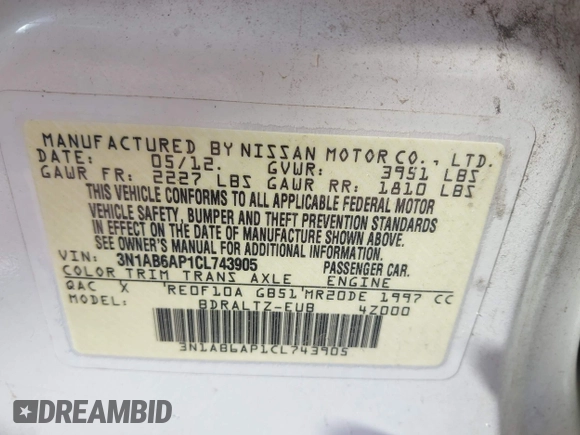 MANUFACTURED BY NISSAN MOTOR CO., LTD.
DATE: 05/12. GVWR: 3951 LBS
GAWR FR: 2227 LBS GAWR RR: 1810 LBS
THIS VEHICLE CONFORMS TO ALL APPLICABLE FEDERAL MOTOR
VEHICLE SAFETY, BUMPER AND THEFT PREVENTION STANDARDS
IN EFFECT ON THE DATE OF MANUFACTURE SHOWN ABOVE.
SEE OWNER'S MANUAL FOR ADDITIONAL INFORMATION.
VIN: 3N1AB6AP1CL743905 PASSENGER CAR.
COLOR TRIM TRANS AXLE ENGINE
QAC X 'RE0F10A GB51'MR20DE 1997 CC
MODEL: BDRALTZ-EUB 4Z000
3N1AB6AP1CL743905
DREAMBID